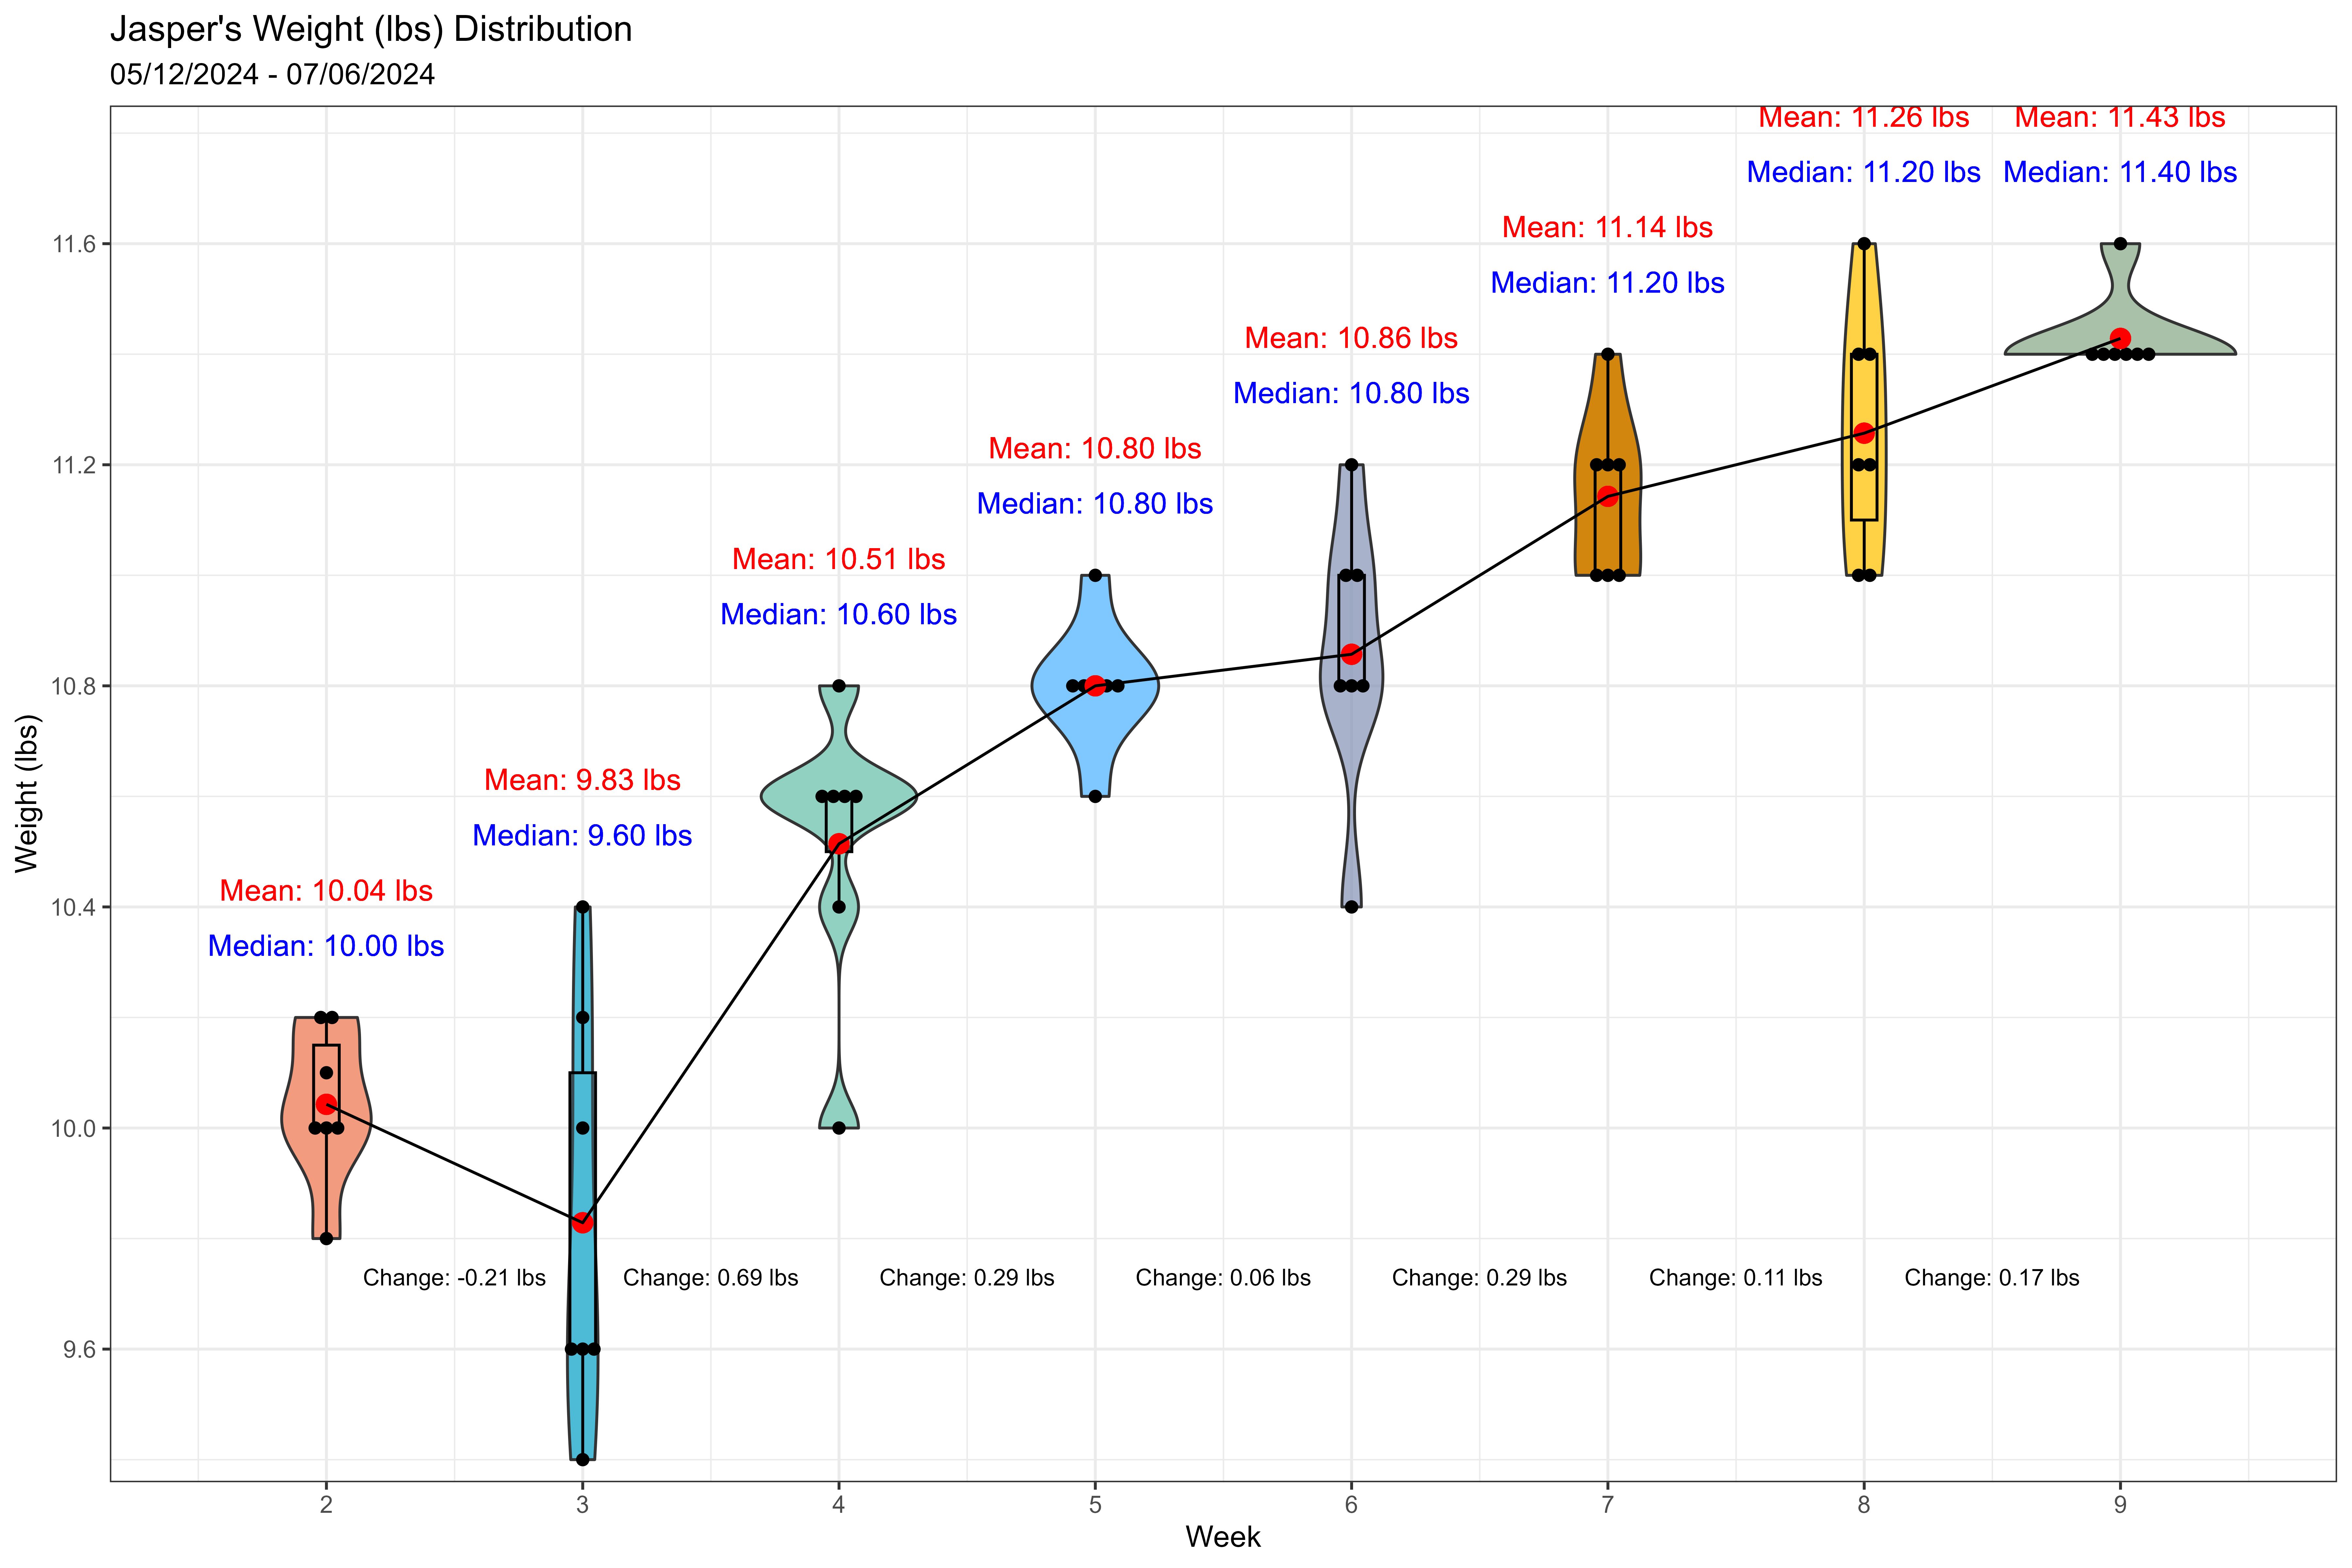 Jasper's Weight (lbs) Distribution
05/12/2024 - 07/06/2024
Mean: 11.26 lbs
Mean: 11.43 lbs
Median: 11.20 lbs
Median: 11.40 lbs
Mean: 11.14 lbs
Median: 11.20 lbs
Mean: 10.86 lbs
Median: 10.80 lbs
Mean: 10.80 lbs
Median: 10.80 lbs
Mean: 10.51 lbs
Median: 10.60 lbs
Mean: 9.83 lbs
Median: 9.60 lbs
Mean: 10.04 lbs
Median: 10.00 lbs
Change: -0.21 lbs
Change: 0.69 lbs
Change: 0.29 lbs
Change: 0.06 lbs
Change: 0.29 lbs
Change: 0.11 lbs
Change: 0.17 lbs
11.6
11.2
10.8
10.4
10.0
9.6
Weight (lbs)
2 3 4 5 6 7 8 9
Week